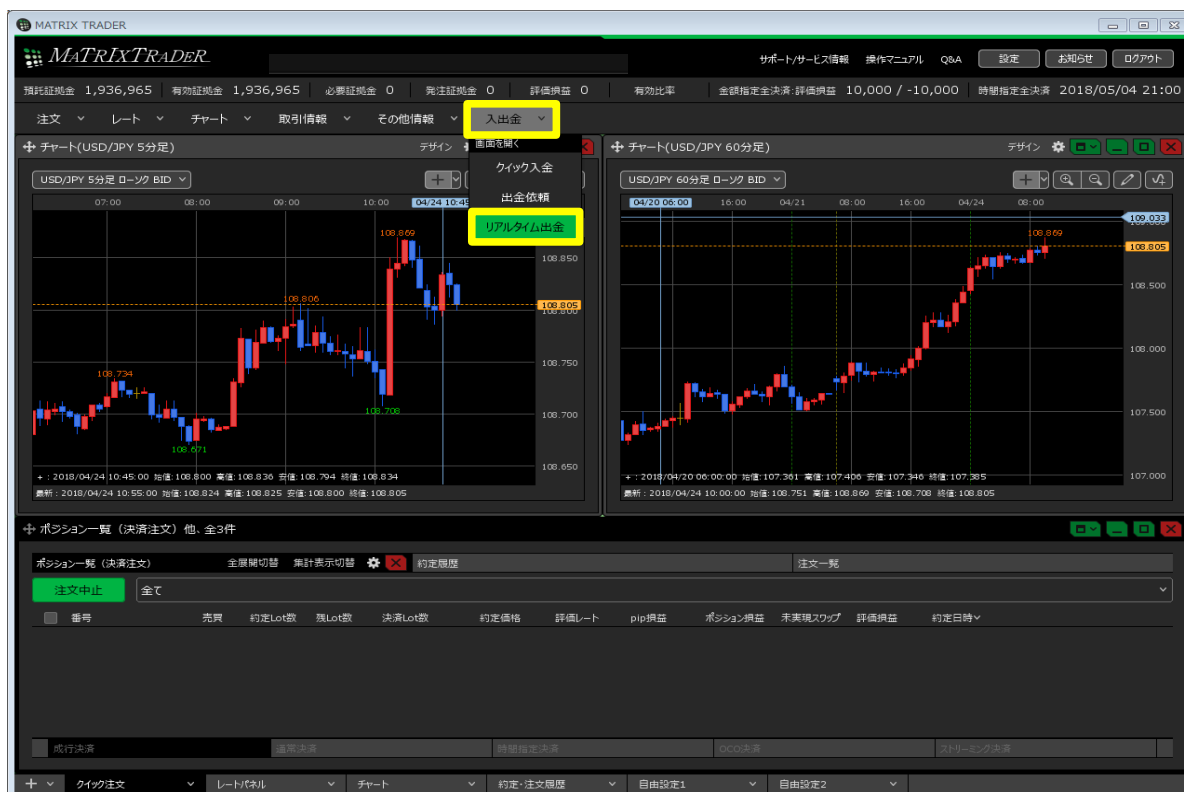 MATRIX TRADER
MATRIXTRADER
サポート/サービス情報 操作マニュアル Q&A 設定 お知らせ ログアウト
預託証拠金 1,936,965 有効証拠金 1,936,965 必要証拠金 0 発注証拠金 0 評価損益 0 有効比率 金額指定全決済:評価損益 10,000 / -10,000 時間指定全決済 2018/05/04 21:00
注文 レート チャート 取引情報 その他情報 入出金
画面を開く
クイック入金
出金依頼
リアルタイム出金
チャート(USD/JPY 5分足) デザイン
USD/JPY 5分足 ローソク BID
07:00 08:00 09:00 10:00 04/24 10:45
108.869
108.850
108.806
108.805
108.800
108.750
108.734
108.708
108.700
108.671
108.650
+ : 2018/04/24 10:45:00 始値:108.800 高値:108.836 安値:108.794 終値:108.834
最新 : 2018/04/24 10:55:00 始値:108.824 高値:108.825 安値:108.800 終値:108.805
チャート(USD/JPY 60分足) デザイン
USD/JPY 60分足 ローソク BID
04/20 06:00 16:00 04/21 08:00 16:00 04/24 08:00
109.033
108.869
108.805
108.500
108.000
107.500
107.000
+ : 2018/04/20 06:00:00 始値:107.361 高値:107.406 安値:107.346 終値:107.385
最新 : 2018/04/24 10:00:00 始値:108.751 高値:108.869 安値:108.708 終値:108.805
ポジション一覧（決済注文）他、全3件
ポジション一覧（決済注文） 全展開切替 集計表示切替 約定履歴 注文一覧
注文中止 全て
番号 売買 約定Lot数 残Lot数 決済Lot数 約定価格 評価レート pip損益 ポジション損益 未実現スワップ 評価損益 約定日時
成行決済 通常決済 時間指定決済 OCO決済 ストリーミング決済
+ クイック注文 レートパネル チャート 約定・注文履歴 自由設定1 自由設定2